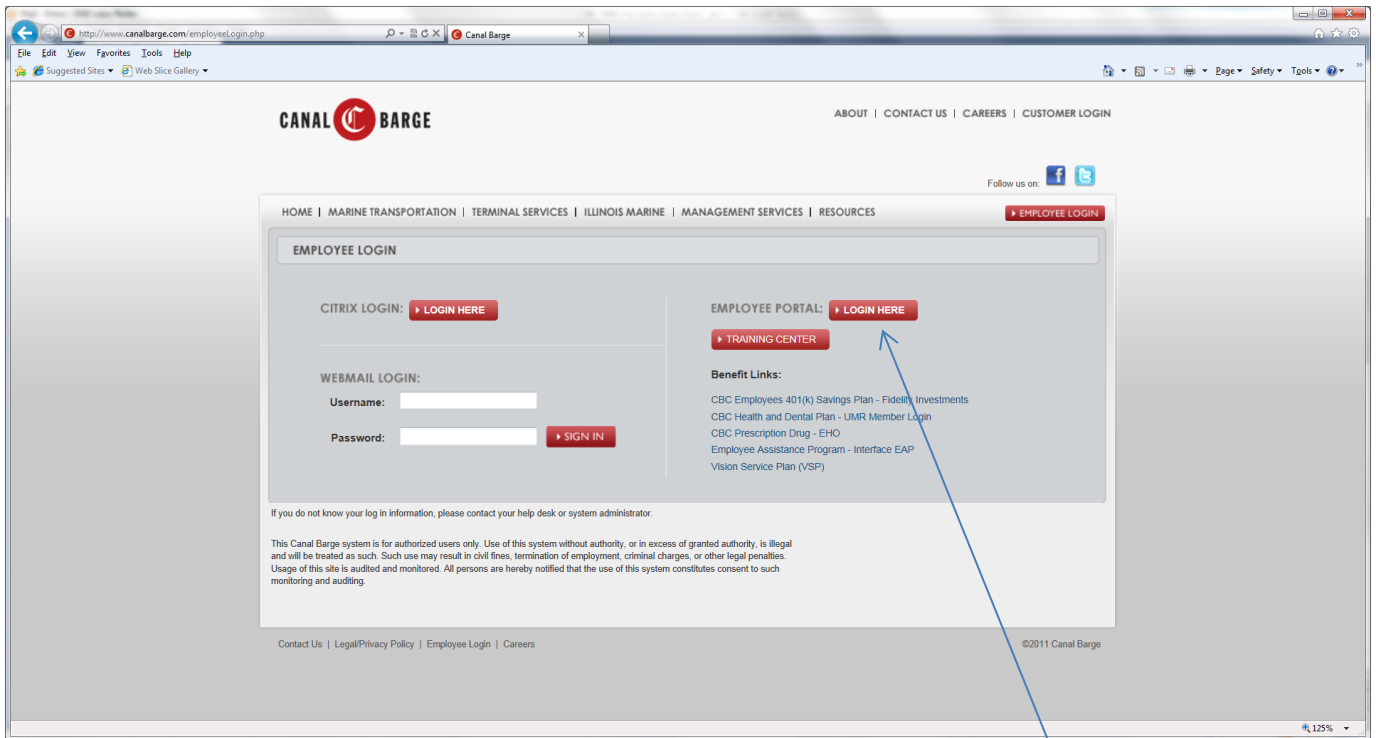 http://www.canalbarge.com/employeeLogin.php
Canal Barge
File Edit View Favorites Tools Help
Suggested Sites Web Slice Gallery
Page Safety Tools
CANAL C BARGE
ABOUT | CONTACT US | CAREERS | CUSTOMER LOGIN
Follow us on:
HOME | MARINE TRANSPORTATION | TERMINAL SERVICES | ILLINOIS MARINE | MANAGEMENT SERVICES | RESOURCES
EMPLOYEE LOGIN
EMPLOYEE LOGIN
CITRIX LOGIN: LOGIN HERE
EMPLOYEE PORTAL: LOGIN HERE
TRAINING CENTER
WEBMAIL LOGIN:
Username:
Password:
SIGN IN
Benefit Links:
CBC Employees 401(k) Savings Plan - Fidelity Investments
CBC Health and Dental Plan - UMR Member Login
CBC Prescription Drug - EHO
Employee Assistance Program - Interface EAP
Vision Service Plan (VSP)
If you do not know your log in information, please contact your help desk or system administrator.
This Canal Barge system is for authorized users only. Use of this system without authority, or in excess of granted authority, is illegal
and will be treated as such. Such use may result in civil fines, termination of employment, criminal charges, or other legal penalties.
Usage of this site is audited and monitored. All persons are hereby notified that the use of this system constitutes consent to such
monitoring and auditing.
Contact Us | Legal/Privacy Policy | Employee Login | Careers
©2011 Canal Barge
125%